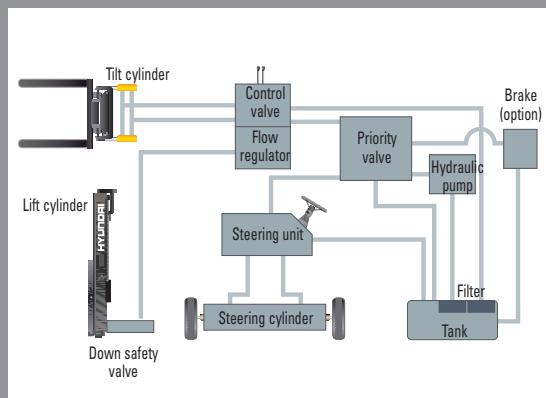 Tilt cylinder
Control
valve
Flow
regulator
Priority
valve
Brake
(option)
Hydraulic
pump
Lift cylinder
HYUNDAI
Steering unit
Steering cylinder
Filter
Tank
Down safety
valve